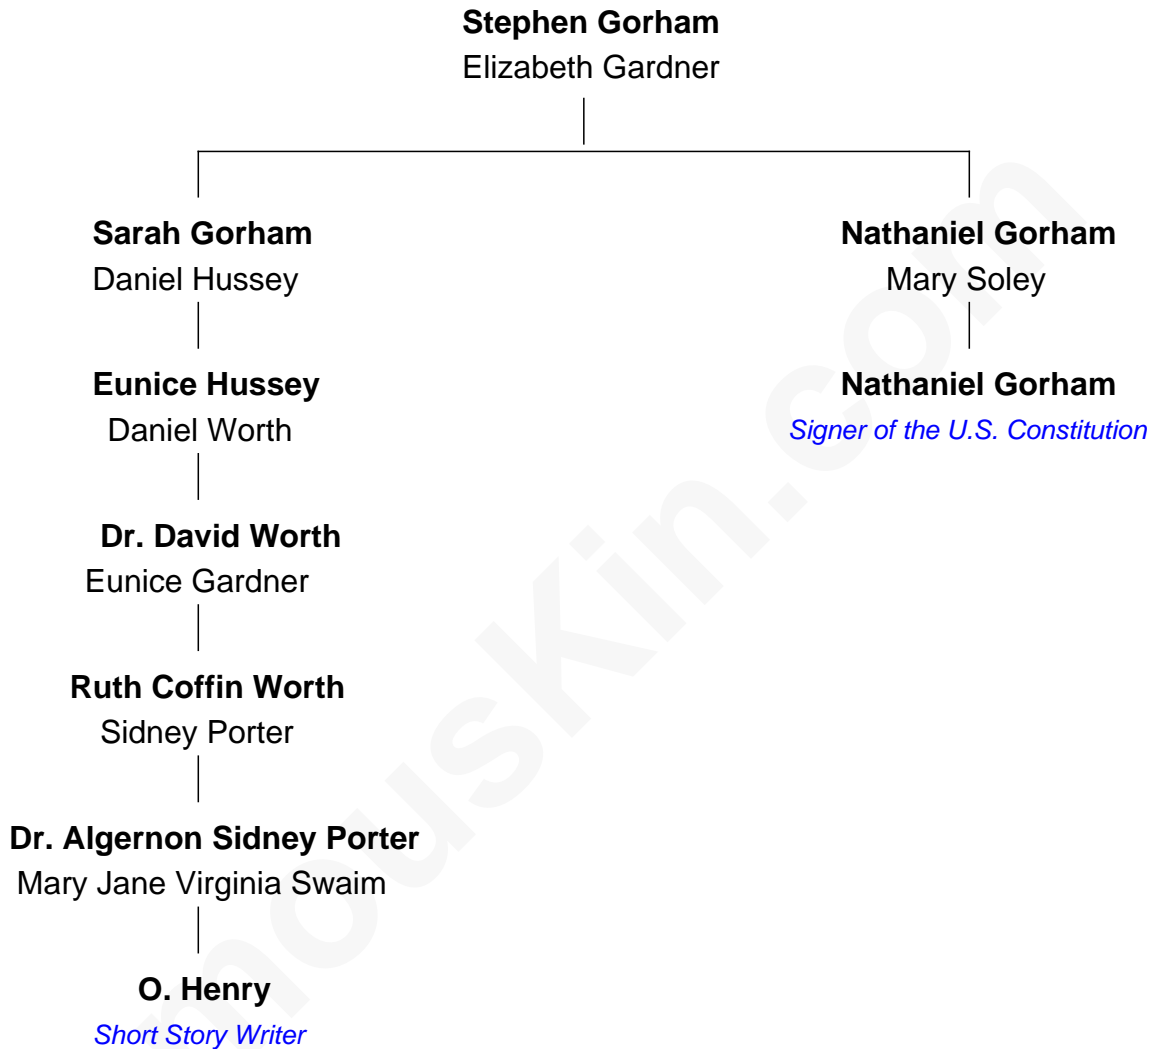 Stephen Gorham
Elizabeth Gardner
Sarah Gorham
Daniel Hussey
Nathaniel Gorham
Mary Soley
Eunice Hussey
Daniel Worth
Nathaniel Gorham
Signer of the U.S. Constitution
Dr. David Worth
Eunice Gardner
Ruth Coffin Worth
Sidney Porter
Dr. Algernon Sidney Porter
Mary Jane Virginia Swaim
O. Henry
Short Story Writer
mousKin.com